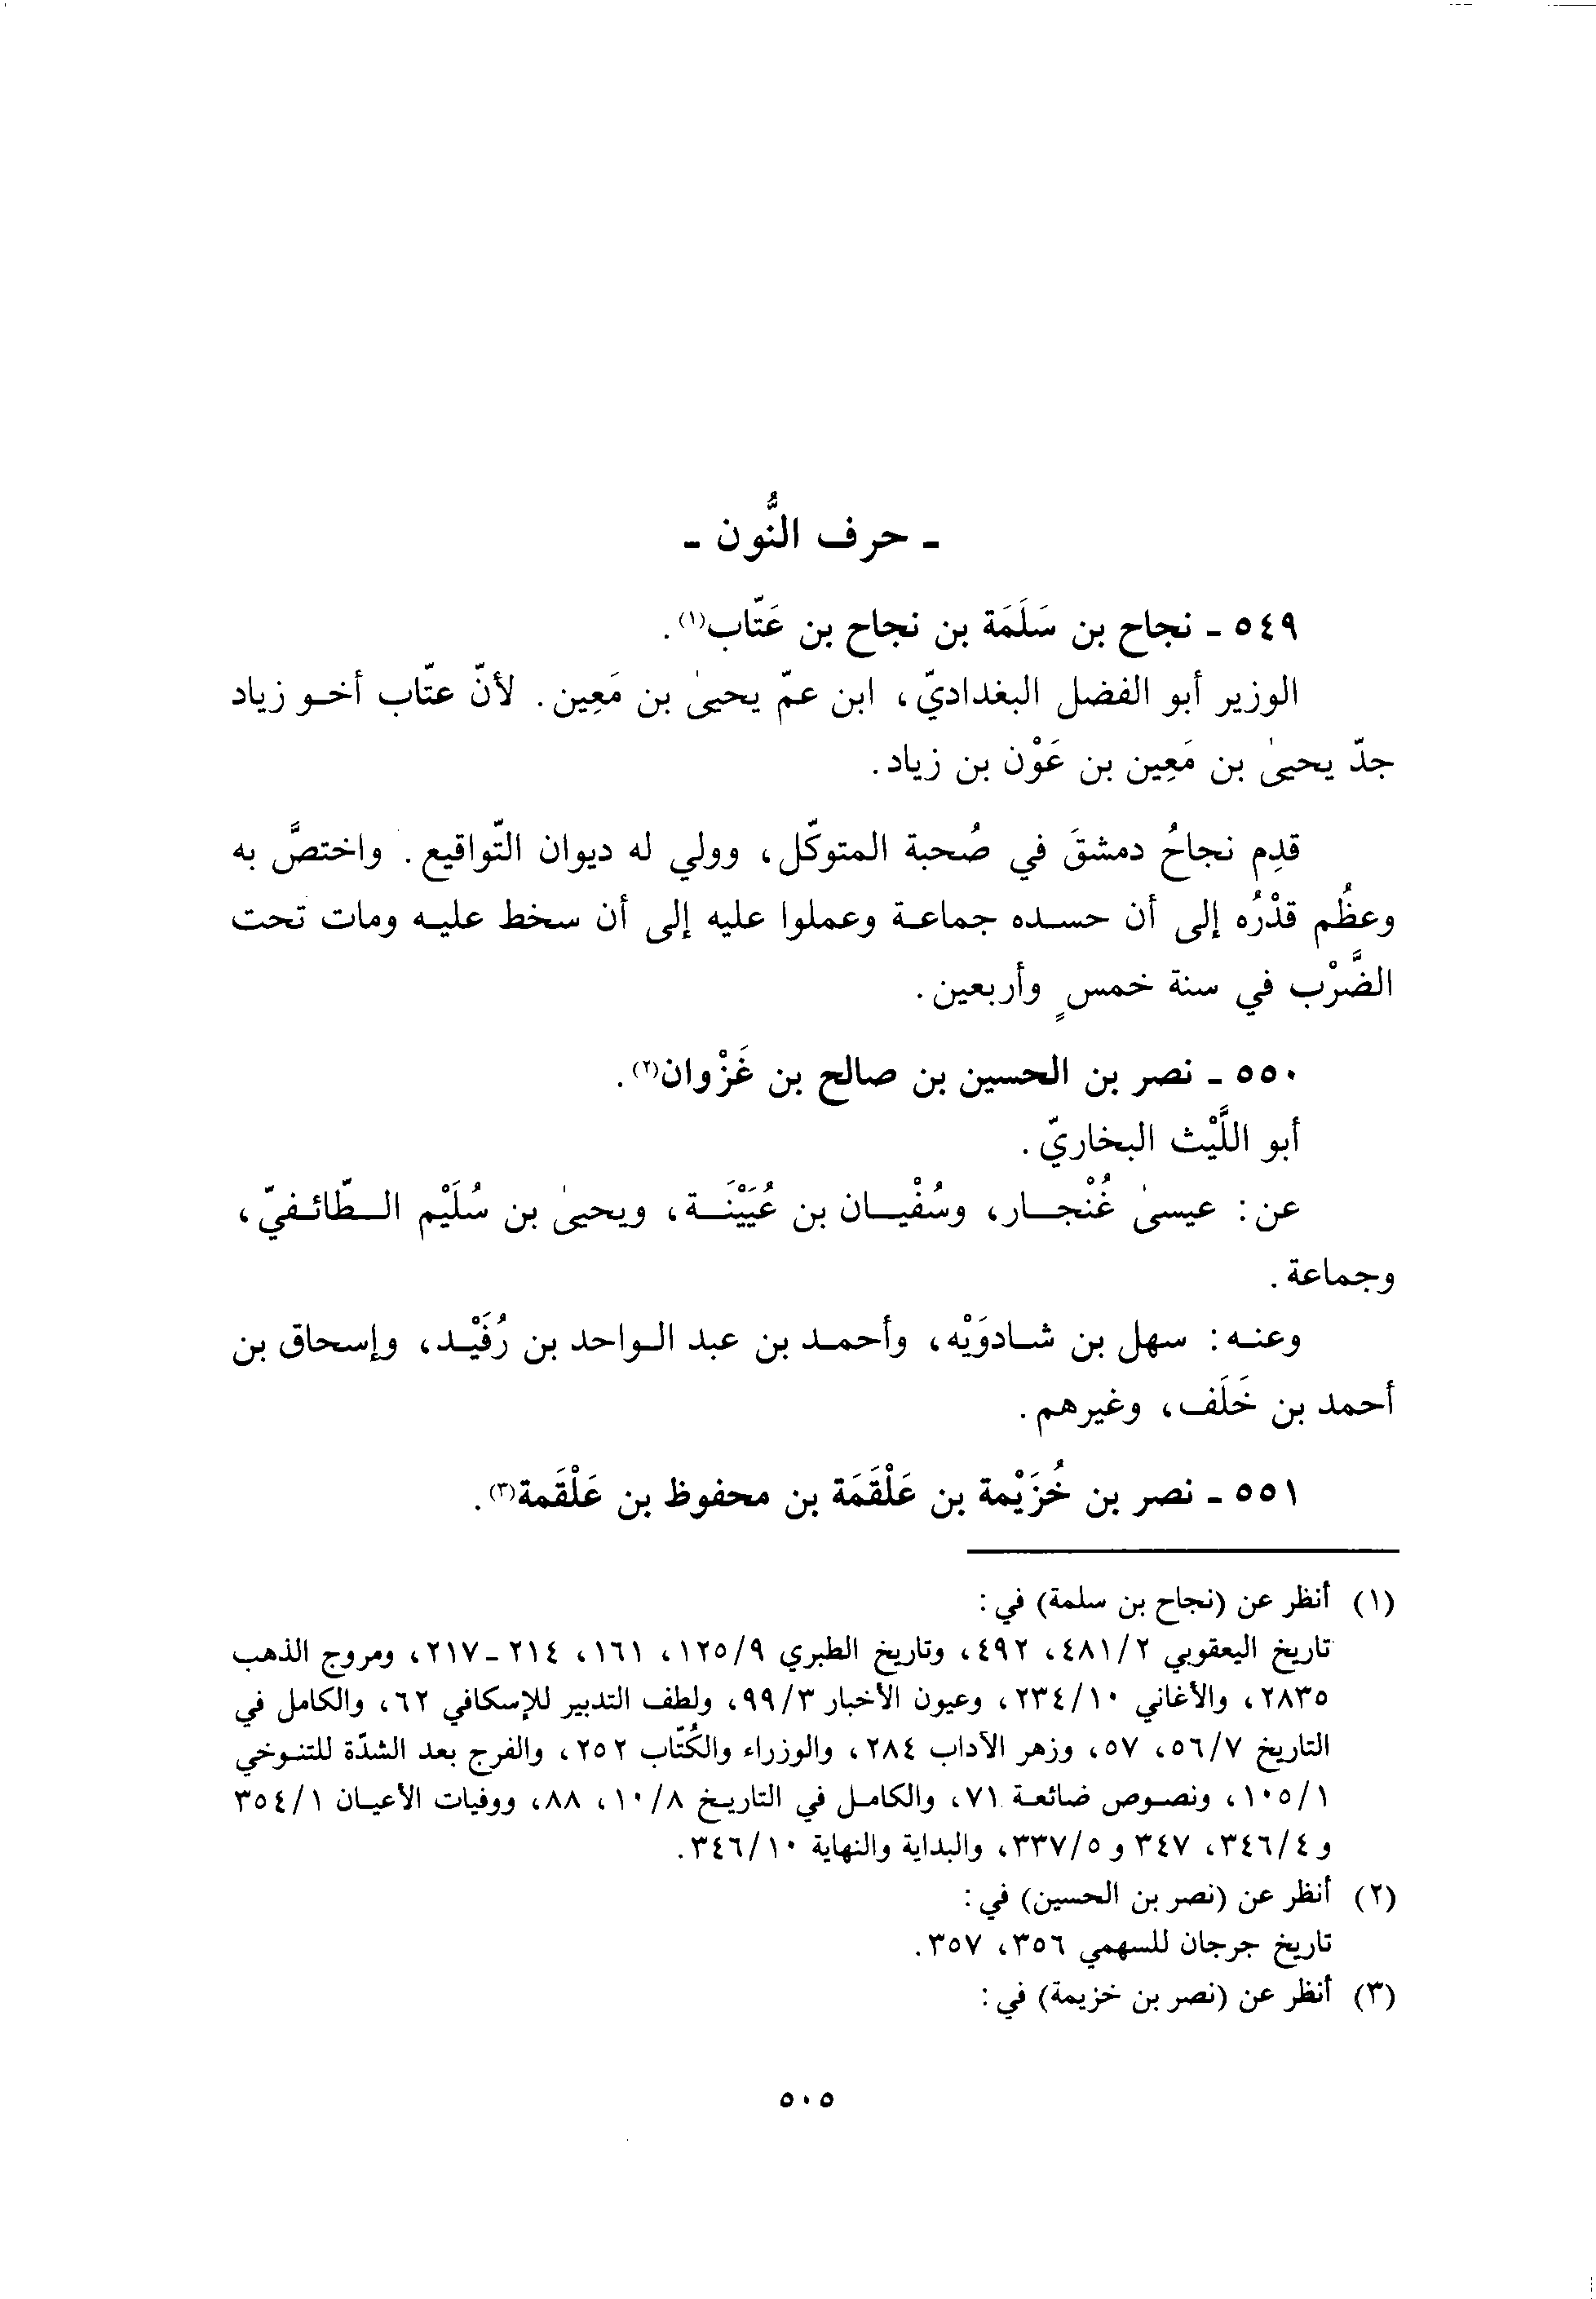 ـ حرف النُّون ـ
٥٤٩ ـ نجاح بن سَلَمَة بن نجاح بن عَتّاب(١).
الوزير أبو الفضل البغداديّ، ابن عمّ يحيىٰ بن مَعِين. لأنّ عتّاب أخو زياد
جدّ يحيىٰ بن مَعِين بن عَوْن بن زياد.
قدِم نجاحُ دمشقَ في صُحبة المتوكّل، وولي له ديوان التّواقيع. واختصَّ به
وعظُم قدْرُه إلى أن حسده جماعة وعملوا عليه إلى أن سخط عليه ومات تحت
الضَّرْب في سنة خمسٍ وأربعين.
٥٥٠ ـ نصر بن الحسين بن صالح بن غَزْوان(٢).
أبو اللَّيْث البخاريّ.
عن: عيسىٰ غُنْجار، وسُفْيان بن عُيَيْنَة، ويحيىٰ بن سُلَيْم الطّائفيّ،
وجماعة.
وعنه: سهل بن شادوَيْه، وأحمد بن عبد الواحد بن رُفَيْد، وإسحاق بن
أحمد بن خَلَف، وغيرهم.
٥٥١ ـ نصر بن خُزَيْمة بن عَلْقَمَة بن محفوظ بن عَلْقَمة(٣).
(١) أنظر عن (نجاح بن سلمة) في:
تاريخ اليعقوبي ٤٨١/٢، ٤٩٢، وتاريخ الطبري ١٢٥/٩، ١٦١، ٢١٤ـ٢١٧، ومروج الذهب
٢٨٣٥، والأغاني ٢٣٤/١٠، وعيون الأخبار ٩٩/٣، ولطف التدبير للإسكافي ٦٢، والكامل في
التاريخ ٥٦/٧، ٥٧، وزهر الآداب ٢٨٤، والوزراء والكُتّاب ٢٥٢، والفرج بعد الشدّة للتنوخي
١٠٥/١، ونصوص ضائعة ٧١، والكامل في التاريخ ١٠/٨، ٨٨، ووفيات الأعيان ٣٥٤/١
و ٣٤٦/٤، ٣٤٧ و ٣٣٧/٥، والبداية والنهاية ٣٤٦/١٠.
(٢) أنظر عن (نصر بن الحسين) في:
تاريخ جرجان للسهمي ٣٥٦، ٣٥٧.
(٣) أنظر عن (نصر بن خزيمة) في:
٥٠٥